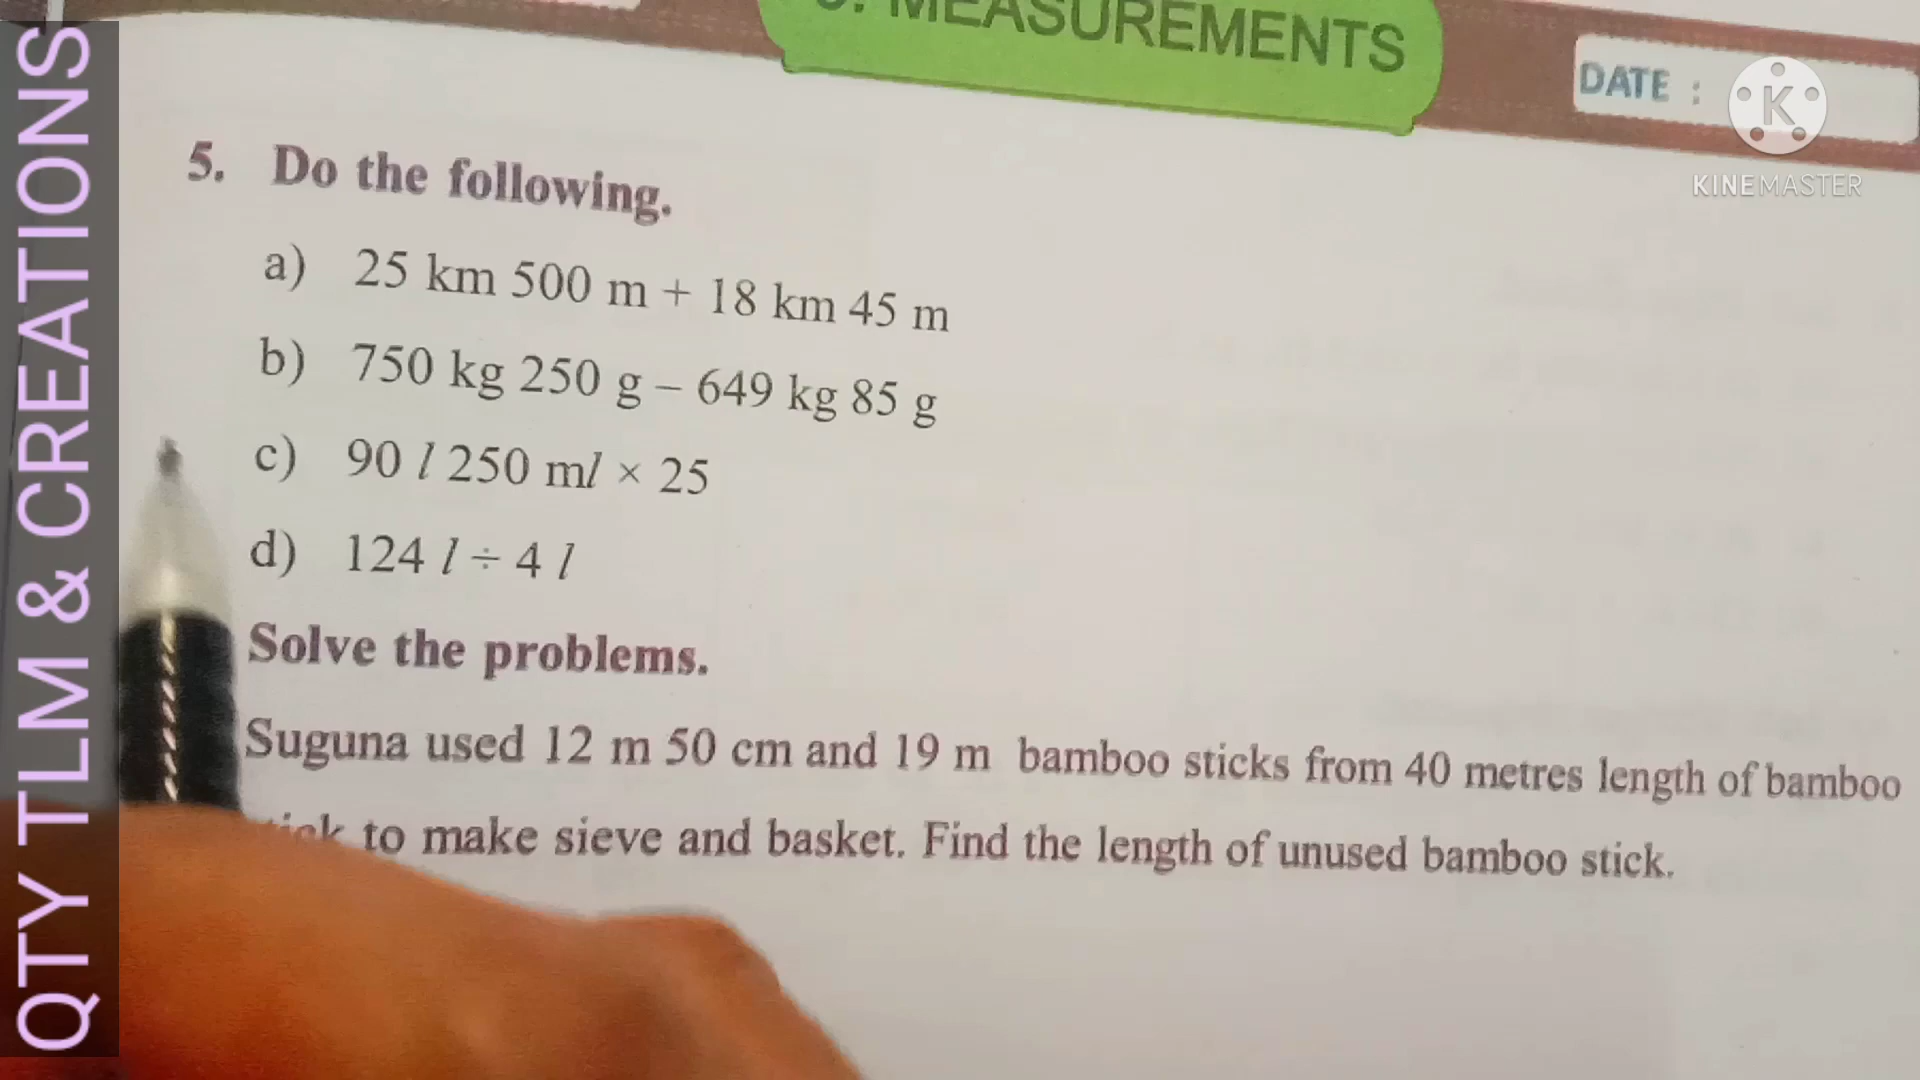 MEASUREMENTS
DATE :
KINEMASTER
QTY TLM & CREATIONS
5. Do the following.
a) 25 km 500 m + 18 km 45 m
b) 750 kg 250 g – 649 kg 85 g
c) 90 l 250 ml × 25
d) 124 l ÷ 4 l
Solve the problems.
Suguna used 12 m 50 cm and 19 m bamboo sticks from 40 metres length of bamboo
to make sieve and basket. Find the length of unused bamboo stick.